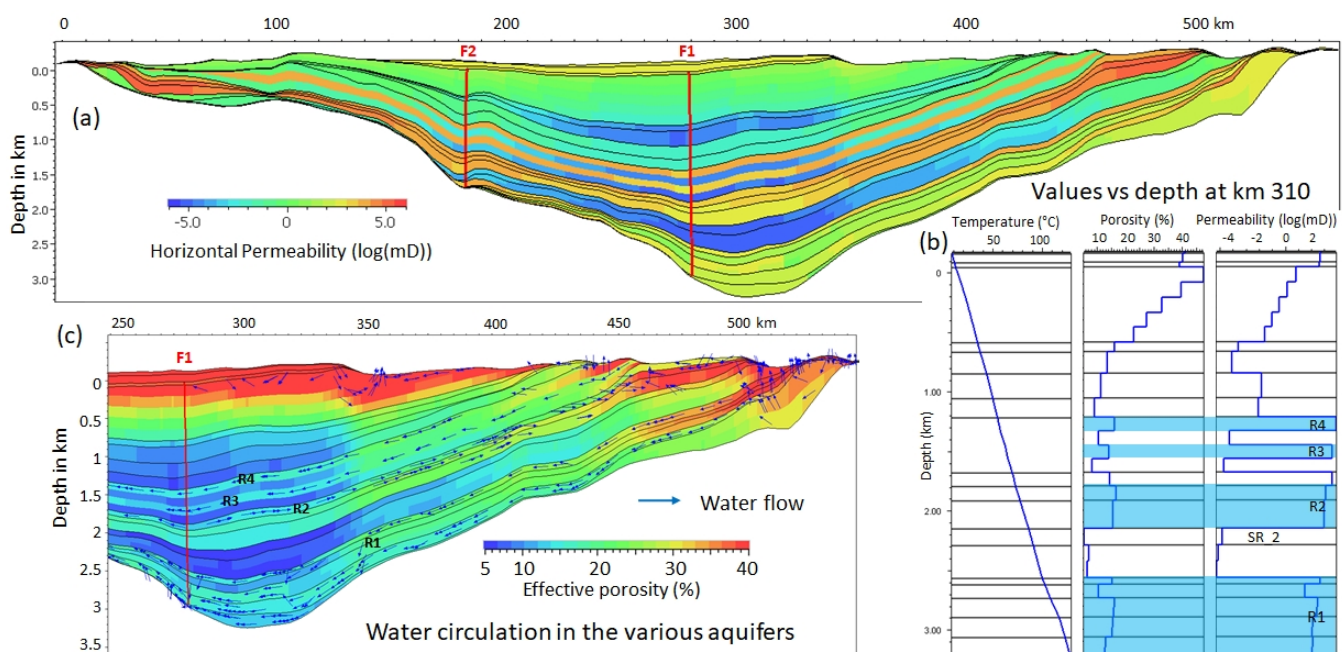 0 100 200 300 400 500 km
F2 F1
0.0
0.5
1.0
1.5
2.0
2.5
3.0
Depth in km
(a)
-5.0 0 5.0
Horizontal Permeability (log(mD))
Values vs depth at km 310
(b)
Temperature (°C) Porosity (%) Permeability (log(mD))
50 100 10 20 30 40 -4 -2 0 2
0
1.00
2.00
3.00
Depth (km)
R4
R3
R2
SR_2
R1
250 300 350 400 450 500 km
(c)
F1
0
0.5
1
1.5
2
2.5
3
3.5
Depth in km
R4
R3
R2
R1
Water flow
5 10 20 30 40
Effective porosity (%)
Water circulation in the various aquifers